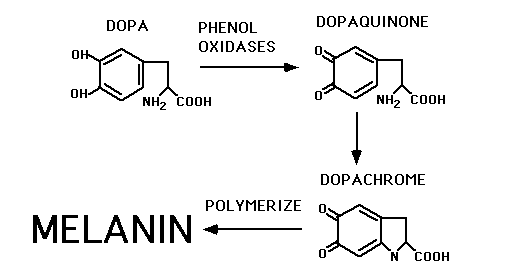 DOPA
PHENOL
OXIDASES
DOPAQUINONE
OH
OH
NH2
COOH
O
O
NH2
COOH
DOPACHROME
POLYMERIZE
MELANIN
O
O
N
COOH